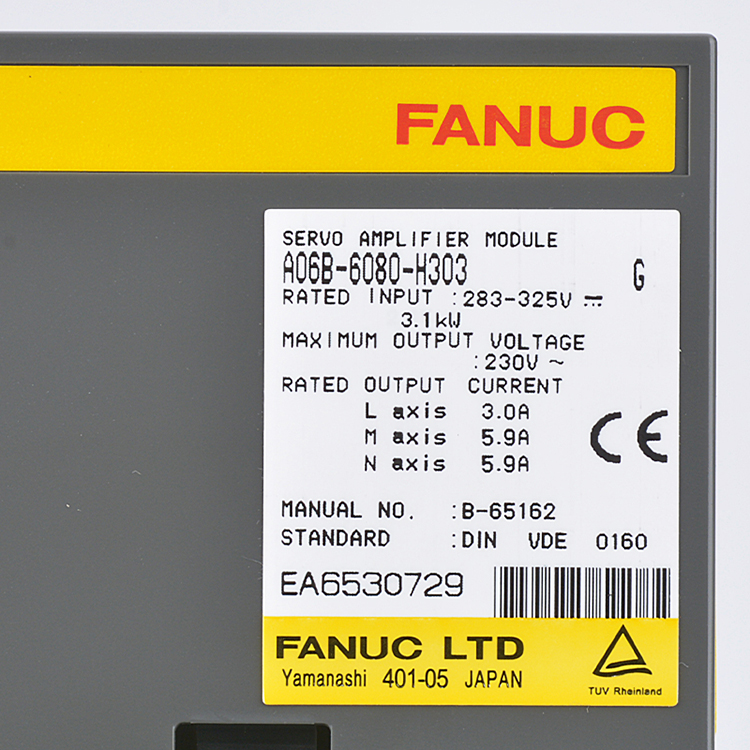 FANUC
SERVO AMPLIFIER MODULE
A06B-6080-H303 G
RATED INPUT :283-325V ⎓
3.1kW
MAXIMUM OUTPUT VOLTAGE
:230V ~
RATED OUTPUT CURRENT
L axis 3.0A
M axis 5.9A
N axis 5.9A
CE
MANUAL NO. :B-65162
STANDARD :DIN VDE 0160
EA6530729
FANUC LTD
Yamanashi 401-05 JAPAN
TUV Rheinland